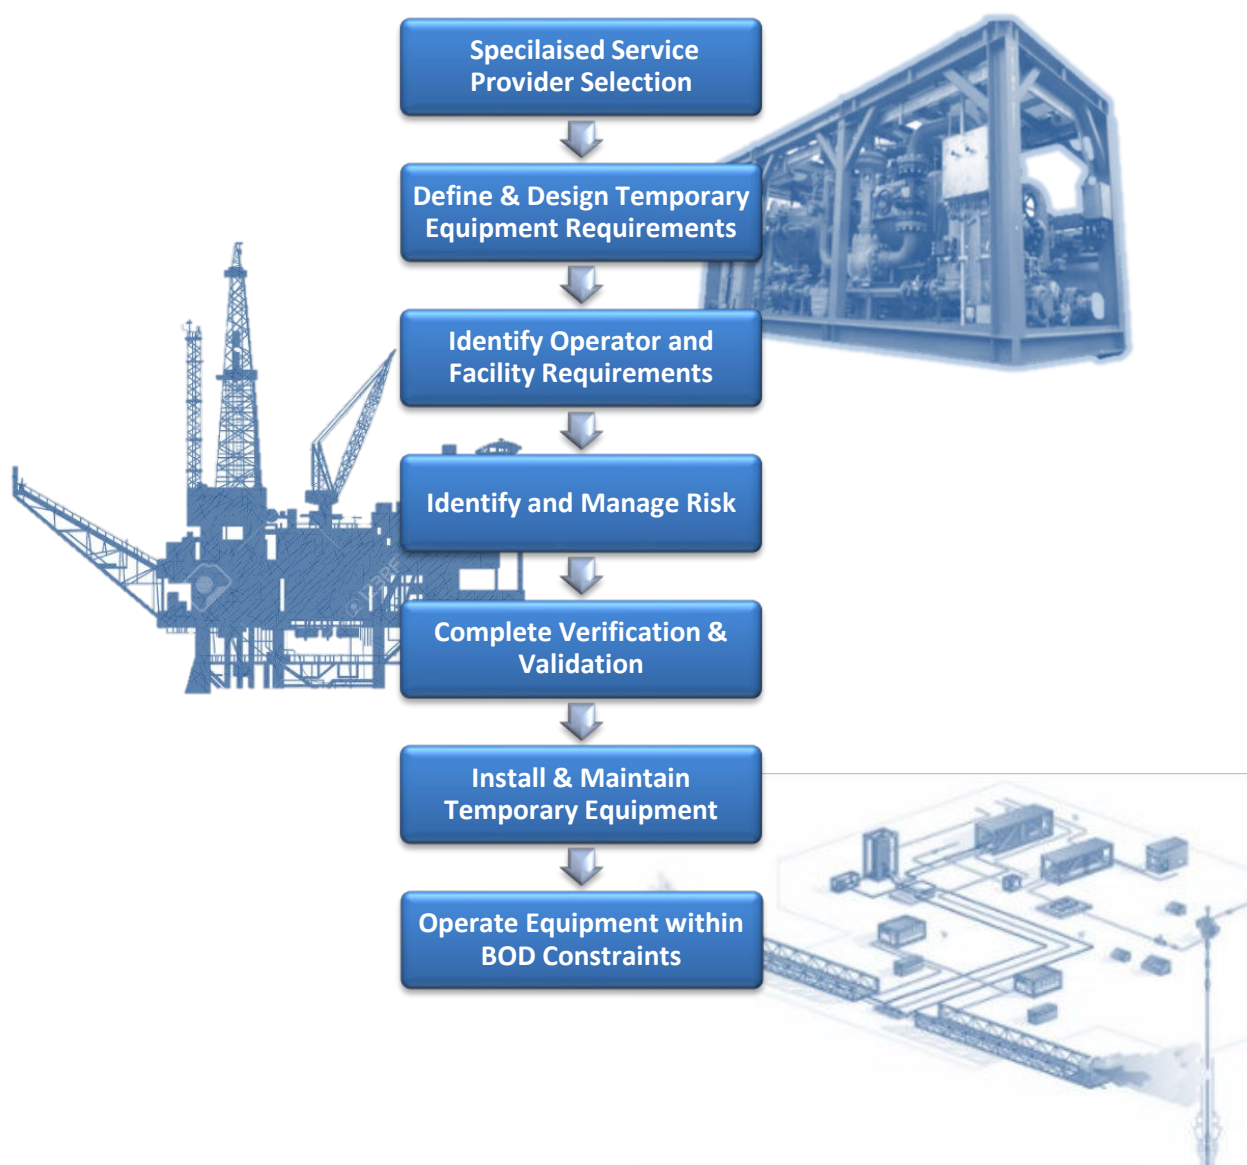 Specilaised Service
Provider Selection
Define & Design Temporary
Equipment Requirements
Identify Operator and
Facility Requirements
Identify and Manage Risk
Complete Verification &
Validation
Install & Maintain
Temporary Equipment
Operate Equipment within
BOD Constraints